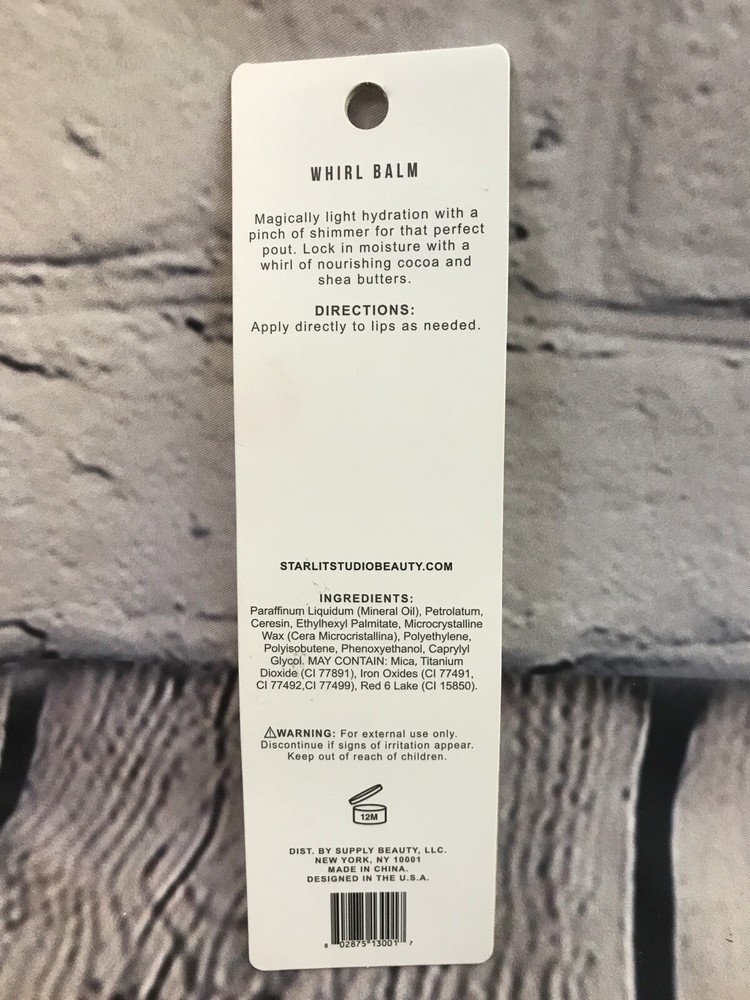 WHIRL BALM
Magically light hydration with a
pinch of shimmer for that perfect
pout. Lock in moisture with a
whirl of nourishing cocoa and
shea butters.
DIRECTIONS:
Apply directly to lips as needed.
STARLITSTUDIOBEAUTY.COM
INGREDIENTS:
Paraffinum Liquidum (Mineral Oil), Petrolatum,
Ceresin, Ethylhexyl Palmitate, Microcrystalline
Wax (Cera Microcristallina), Polyethylene,
Polyisobutene, Phenoxyethanol, Caprylyl
Glycol. MAY CONTAIN: Mica, Titanium
Dioxide (CI 77891), Iron Oxides (CI 77491,
CI 77492,CI 77499), Red 6 Lake (CI 15850).
⚠WARNING: For external use only.
Discontinue if signs of irritation appear.
Keep out of reach of children.
12M
DIST. BY SUPPLY BEAUTY, LLC.
NEW YORK, NY 10001
MADE IN CHINA.
DESIGNED IN THE U.S.A.
8 02875 13001 7